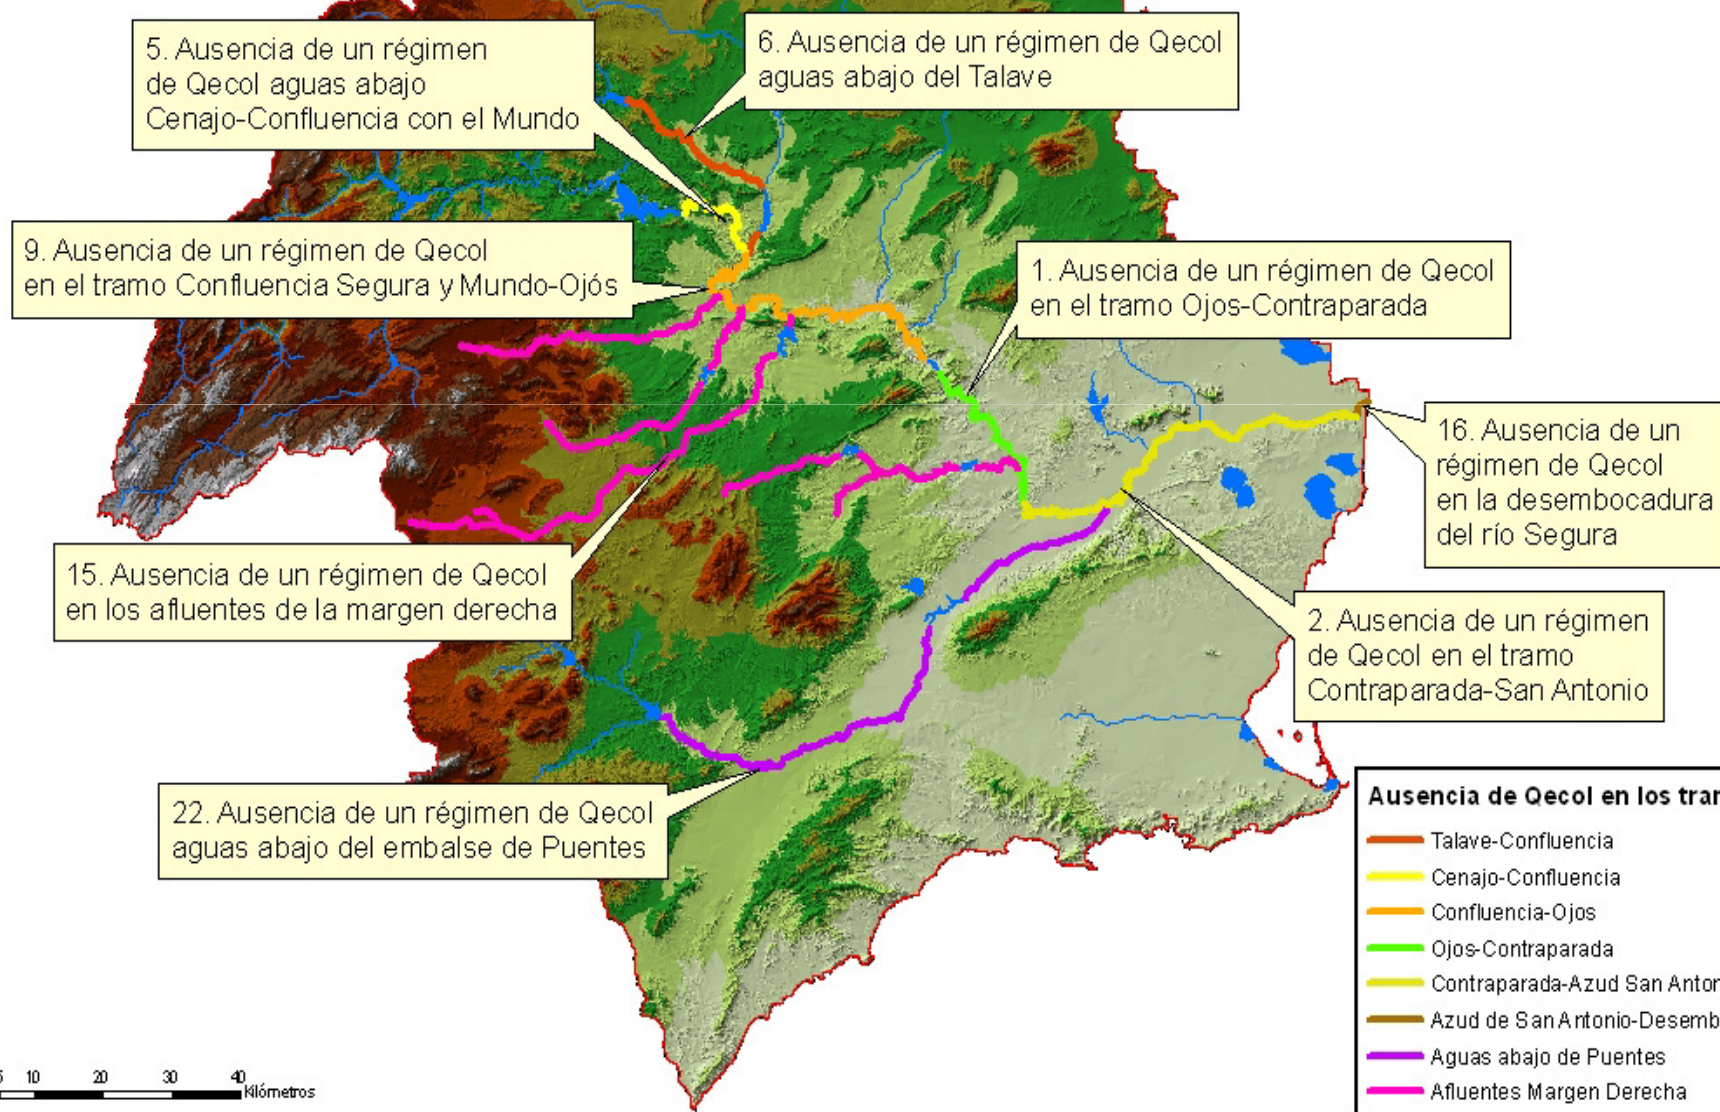 5. Ausencia de un régimen
de Qecol aguas abajo
Cenajo-Confluencia con el Mundo
6. Ausencia de un régimen de Qecol
aguas abajo del Talave
9. Ausencia de un régimen de Qecol
en el tramo Confluencia Segura y Mundo-Ojós
1. Ausencia de un régimen de Qecol
en el tramo Ojos-Contraparada
16. Ausencia de un
régimen de Qecol
en la desembocadura
del río Segura
15. Ausencia de un régimen de Qecol
en los afluentes de la margen derecha
2. Ausencia de un régimen
de Qecol en el tramo
Contraparada-San Antonio
22. Ausencia de un régimen de Qecol
aguas abajo del embalse de Puentes
Ausencia de Qecol en los tran
Talave-Confluencia
Cenajo-Confluencia
Confluencia-Ojos
Ojos-Contraparada
Contraparada-Azud San Anton
Azud de San Antonio-Desemb
Aguas abajo de Puentes
Afluentes Margen Derecha
5 10 20 30 40
Kilómetros